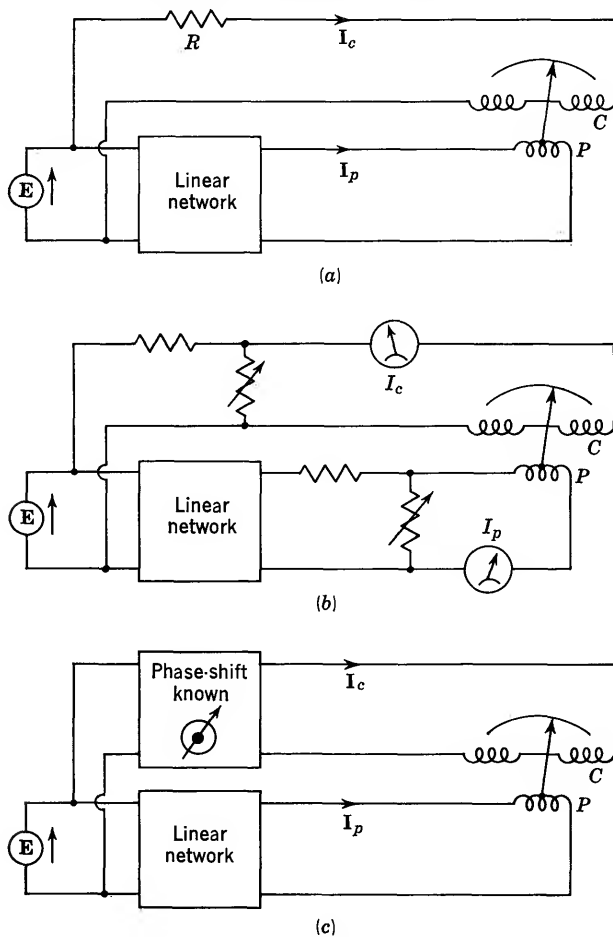 R
I_c
C
E
Linear
network
I_p
P
(a)
I_c
C
E
Linear
network
P
I_p
(b)
Phase-shift
known
I_c
C
E
Linear
network
I_p
P
(c)